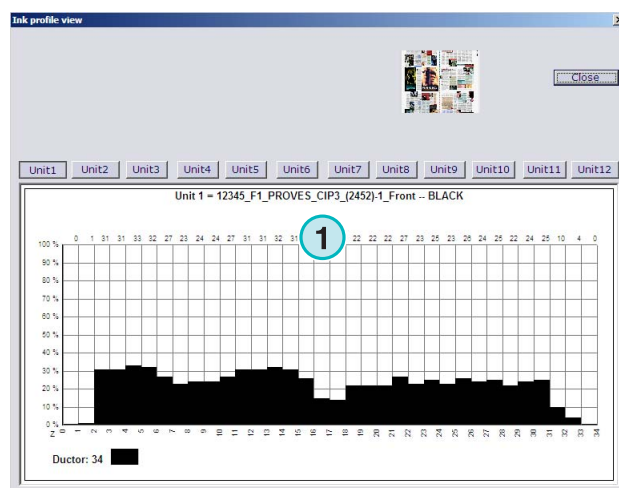 Ink profile view
Close
Unit1 Unit2 Unit3 Unit4 Unit5 Unit6 Unit7 Unit8 Unit9 Unit10 Unit11 Unit12
Unit 1 = 12345_F1_PROVES_CIP3_(2452)-1_Front -- BLACK
1
0 1 31 31 33 32 27 23 24 24 27 31 31 32 31 22 22 22 27 23 25 23 26 24 25 22 24 25 10 4 0
100 %
90 %
80 %
70 %
60 %
50 %
40 %
30 %
20 %
10 %
0 %
Z 0 1 2 3 4 5 6 7 8 9 10 11 12 13 14 15 16 17 18 19 20 21 22 23 24 25 26 27 28 29 30 31 32 33 34
Ductor: 34